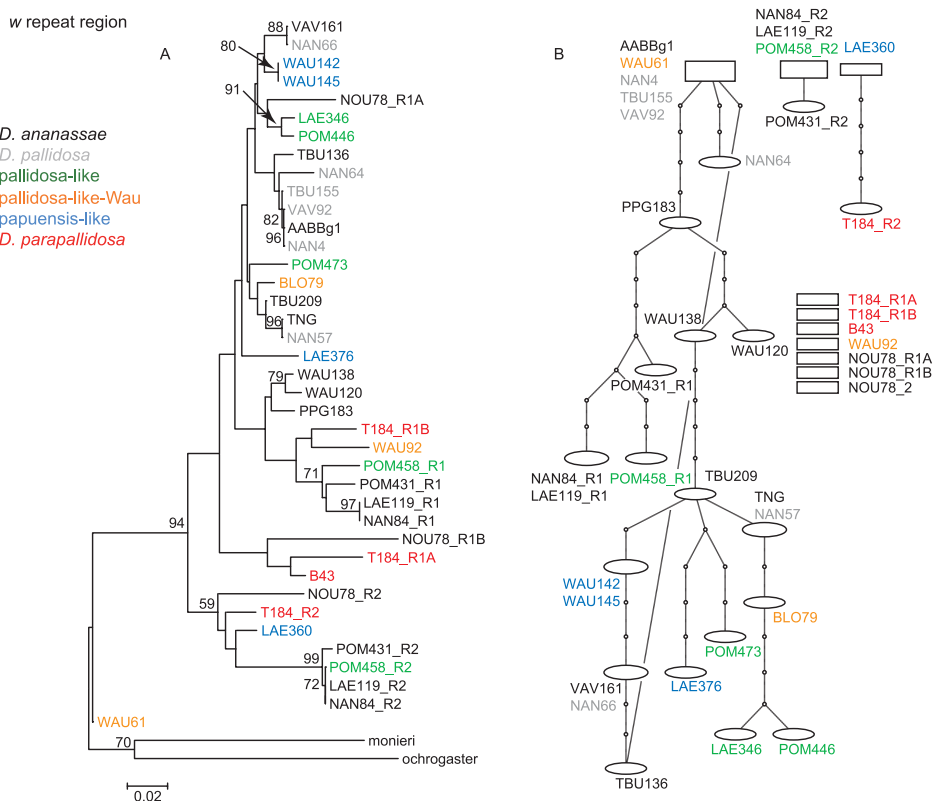 w repeat region
A
B
D. ananassae
D. pallidosa
pallidosa-like
pallidosa-like-Wau
papuensis-like
D. parapallidosa
88
VAV161
NAN66
80
WAU142
WAU145
91
NOU78_R1A
LAE346
POM446
TBU136
NAN64
TBU155
VAV92
82
AABBg1
96
NAN4
POM473
BLO79
TBU209
96
TNG
NAN57
LAE376
79
WAU138
WAU120
PPG183
T184_R1B
WAU92
71
POM458_R1
POM431_R1
97
LAE119_R1
NAN84_R1
94
NOU78_R1B
T184_R1A
B43
59
NOU78_R2
T184_R2
LAE360
99
POM431_R2
POM458_R2
72
LAE119_R2
NAN84_R2
WAU61
70
monieri
ochrogaster
0.02
AABBg1
WAU61
NAN4
TBU155
VAV92
NAN84_R2
LAE119_R2
POM458_R2
LAE360
POM431_R2
NAN64
PPG183
T184_R2
WAU138
WAU120
T184_R1A
T184_R1B
B43
WAU92
NOU78_R1A
NOU78_R1B
NOU78_2
POM431_R1
NAN84_R1
LAE119_R1
POM458_R1
TBU209
TNG
NAN57
WAU142
WAU145
BLO79
POM473
LAE376
VAV161
NAN66
LAE346
POM446
TBU136